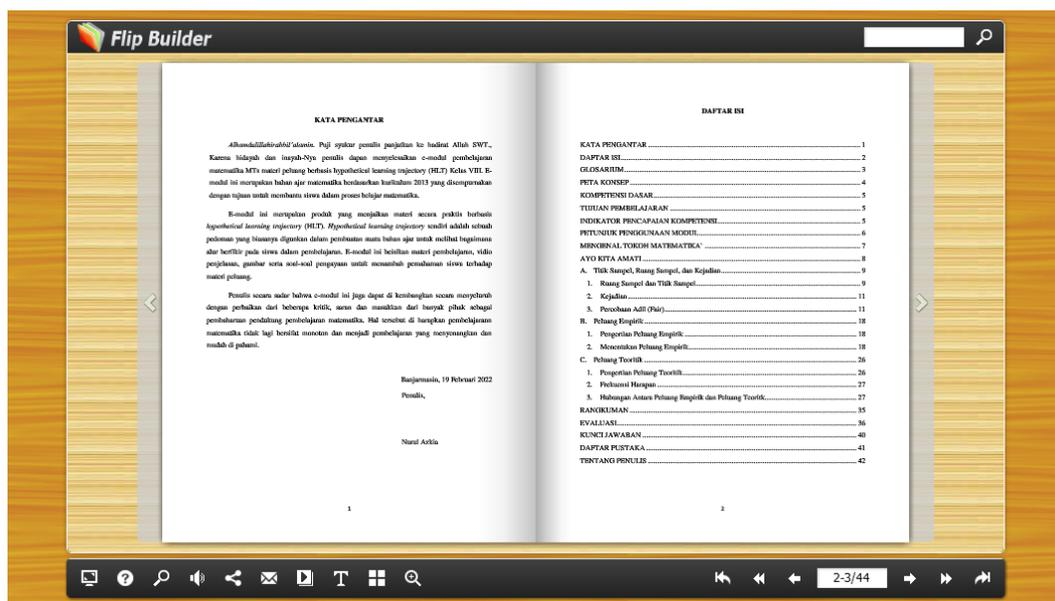 Flip Builder
KATA PENGANTAR
Alhamdulillahirabbil'alamin. Puji syukur penulis panjatkan ke hadirat Allah SWT.,
Karena hidayah dan inayah-Nya penulis dapan menyelesaikan e-modul pembelajaran
matematika MTs materi peluang berbasis hypothetical learning trajectory (HLT) Kelas VIII. E-
modul ini merupakan bahan ajar matematika berdasarkan kurikulum 2013 yang disempurnakan
dengan tujuan untuk membantu siswa dalam proses belajar matematika.
E-modul ini merupakan produk yang menjadikan materi secara praktis berbasis
hypothetical learning trajectory (HLT). Hypothetical learning trajectory sendiri adalah sebuah
pedoman yang biasanya digunkan dalam pembuatan suatu bahan ajar untuk melihat bagaimana
alur berfikir pada siswa dalam pembelajaran. E-modul ini beisikan materi pembelajaran, vidio
penjelasan, gambar serta soal-soal pengayaan untuk menambah pemahaman siswa terhadap
materi peluang.
Penulis secara sadar bahwa e-modul ini juga dapat di kembangkan secara menyeluruh
dengan perbaikan dari beberapa kritik, saran dan masukkan dari banyak pihak sebagai
pembaharuan pendukung pembelajaran matematika. Hal tersebut di harapkan pembelajaran
matematika tidak lagi bersifat monoton dan menjadi pembelajaran yang menyenangkan dan
mudah di pahami.
Banjarmasin, 19 Februari 2022
Penulis,
Nurul Azkia
1
DAFTAR ISI
KATA PENGANTAR 1
DAFTAR ISI 2
GLOSARIUM 3
PETA KONSEP 4
KOMPETENSI DASAR 5
TUJUAN PEMBELAJARAN 5
INDIKATOR PENCAPAIAN KOMPETENSI 5
PETUNJUK PENGGUNAAN MODUL 6
MENGENAL TOKOH MATEMATIKA` 7
AYO KITA AMATI 8
A. Titik Sampel, Ruang Sampel, dan Kejadian 9
1. Ruang Sampel dan Titik Sampel 9
2. Kejadian 11
3. Percobaan Adil (Fair) 11
B. Peluang Empirik 18
1. Pengertian Peluang Empirik 18
2. Menentukan Peluang Empirik 18
C. Peluang Teoritik 26
1. Pengertian Peluang Teoritik 26
2. Frekuensi Harapan 27
3. Hubungan Antara Peluang Empirik dan Peluang Teoritk 27
RANGKUMAN 35
EVALUASI 36
KUNCI JAWABAN 40
DAFTAR PUSTAKA 41
TENTANG PENULIS 42
2
2-3/44